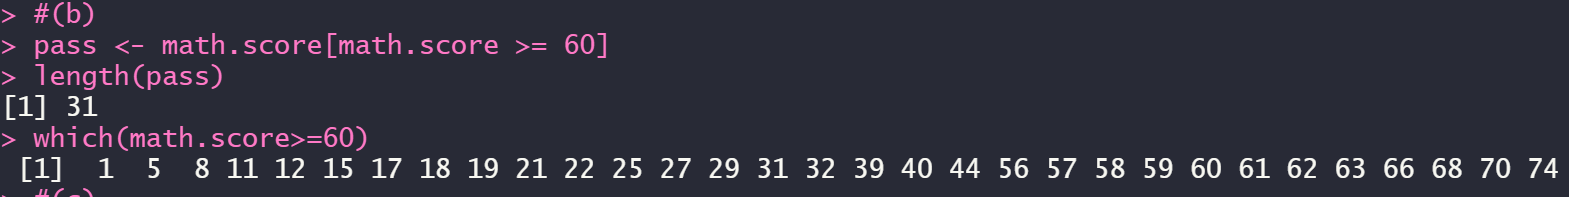 > #(b)
> pass <- math.score[math.score >= 60]
> length(pass)
[1] 31
> which(math.score>=60)
 [1]  1  5  8 11 12 15 17 18 19 21 22 25 27 29 31 32 39 40 44 56 57 58 59 60 61 62 63 66 68 70 74
> #(c)